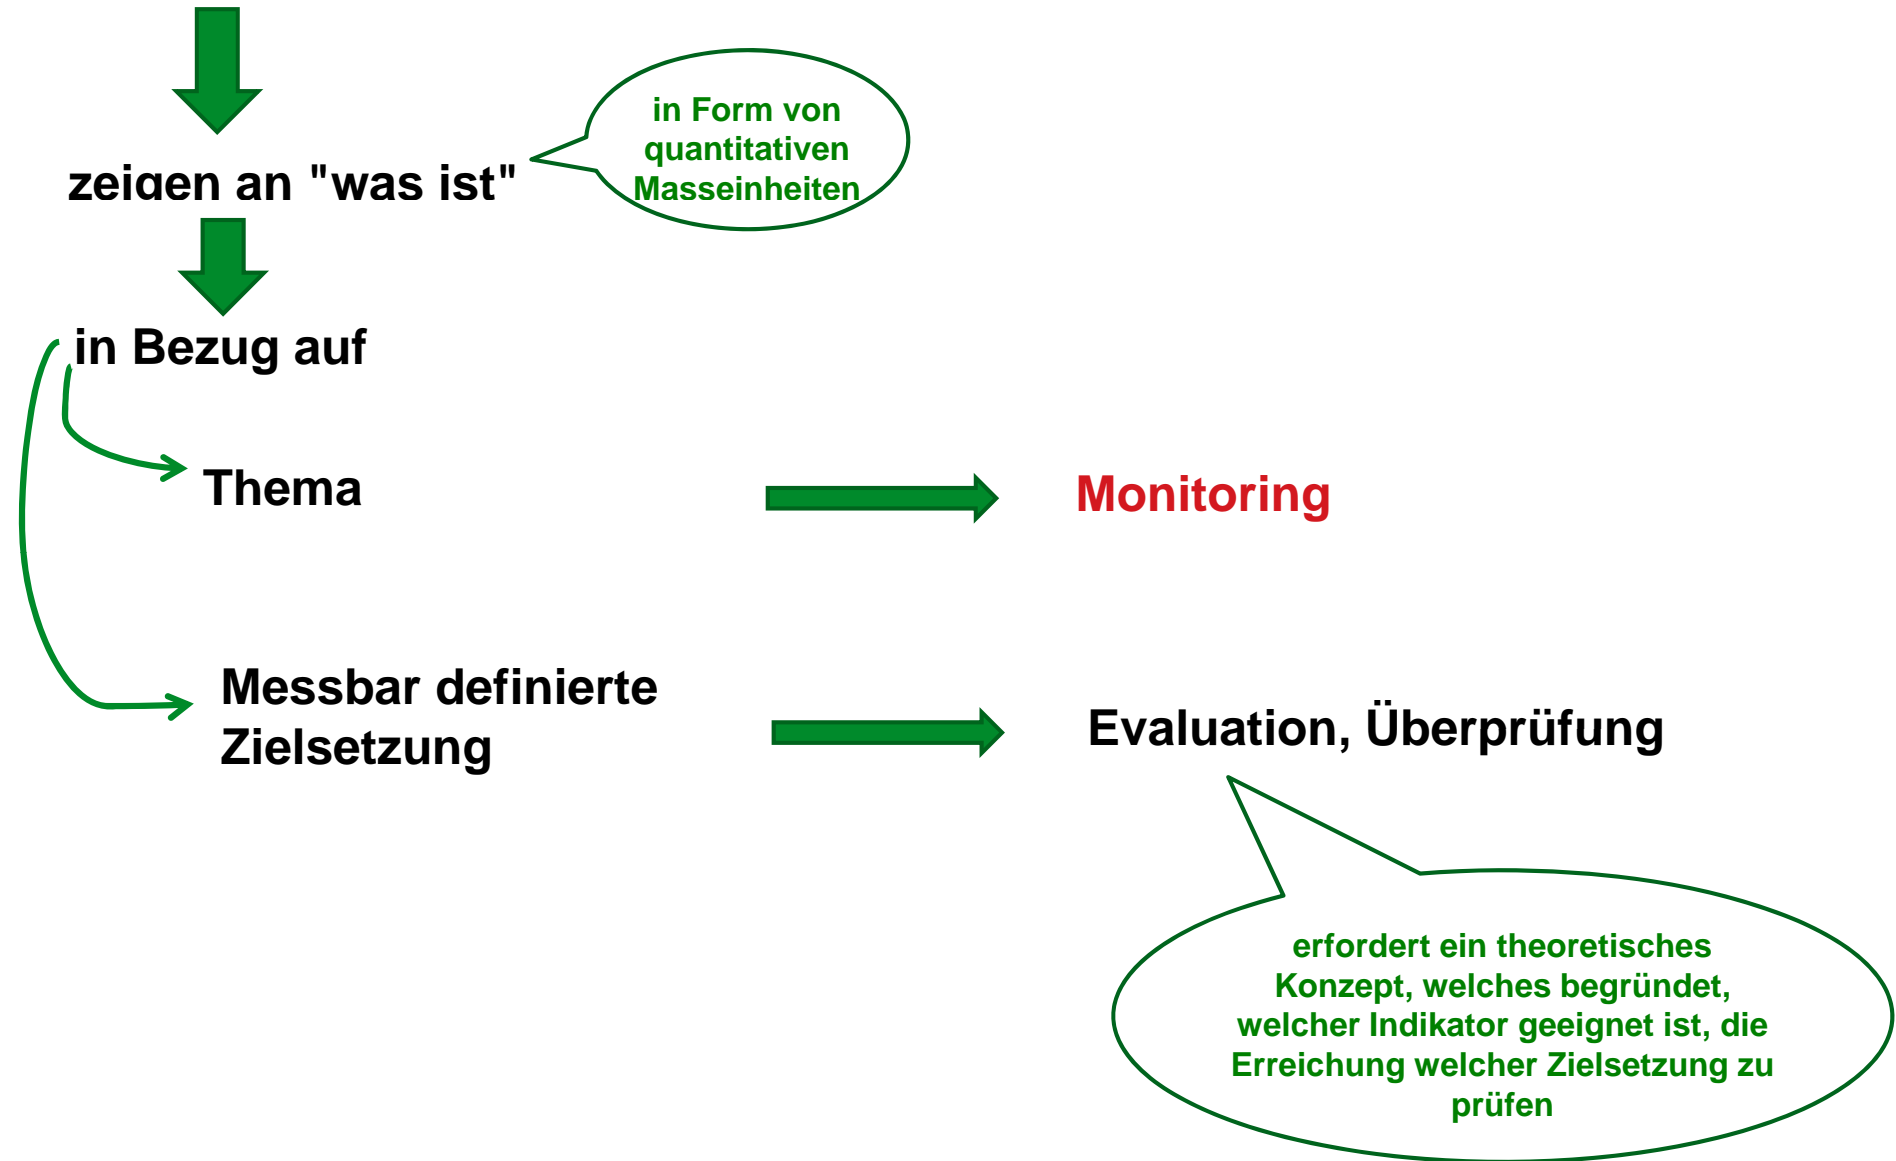 in Form von
quantitativen
Masseinheiten
zeigen an "was ist"
in Bezug auf
Thema
Monitoring
Messbar definierte
Zielsetzung
Evaluation, Überprüfung
erfordert ein theoretisches
Konzept, welches begründet,
welcher Indikator geeignet ist, die
Erreichung welcher Zielsetzung zu
prüfen